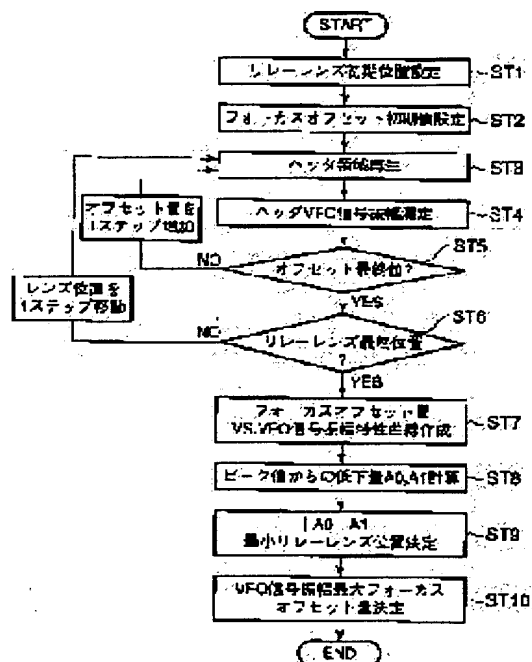 START
リレーレンズ初期位置設定
ST1
フォーカスオフセット初期値設定
ST2
ヘッダ領域再生
ST3
ヘッダVFO信号振幅測定
ST4
オフセット量を
1ステップ増加
オフセット最終値?
ST5
NO
YES
レンズ位置を
1ステップ移動
リレーレンズ最終位置
?
ST6
NO
YES
フォーカスオフセット量
VS.VFO信号振幅特性曲線作成
ST7
ピーク値からの低下量A0,A1計算
ST8
|A0 A1
最小リレーレンズ位置決定
ST9
VFO信号振幅最大フォーカス
オフセット量決定
ST10
END